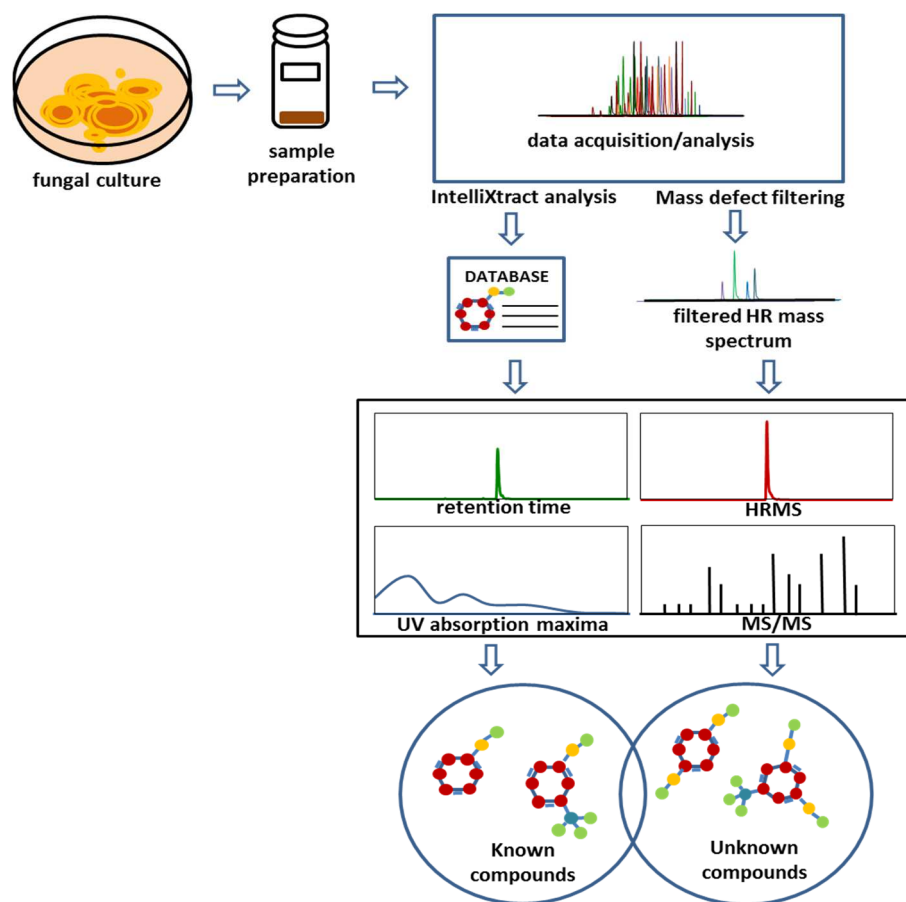 fungal culture
sample
preparation
data acquisition/analysis
IntelliXtract analysis
Mass defect filtering
DATABASE
filtered HR mass
spectrum
retention time
HRMS
UV absorption maxima
MS/MS
Known
compounds
Unknown
compounds